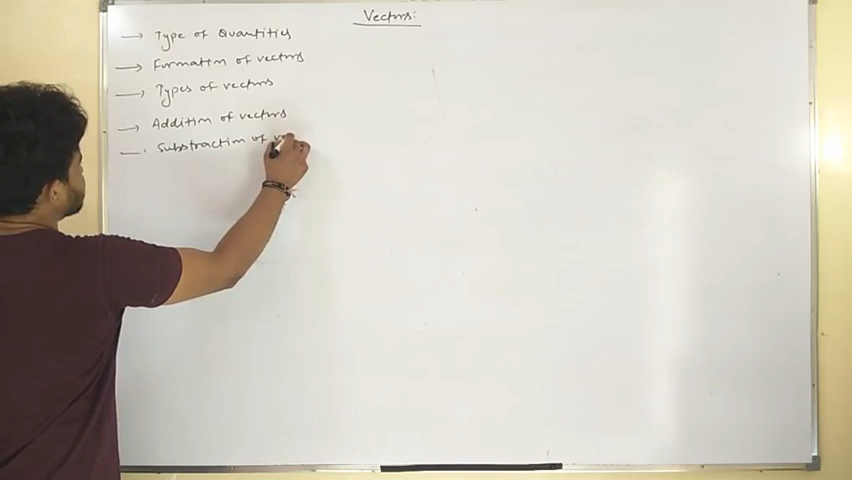 Vectors:
→ Type of Quantities
→ Formation of vectors
→ Types of vectors
→ Addition of vectors
— . Substraction of v